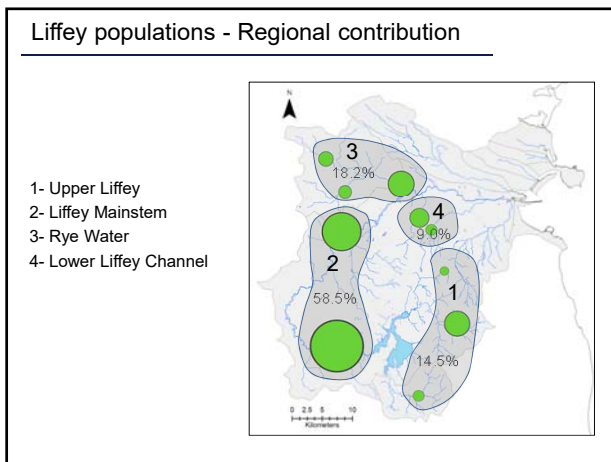 Liffey populations - Regional contribution
1- Upper Liffey
2- Liffey Mainstem
3- Rye Water
4- Lower Liffey Channel
N
3
18.2%
4
9.0%
2
58.5%
1
14.5%
0 2.5 5 10
Kilometers